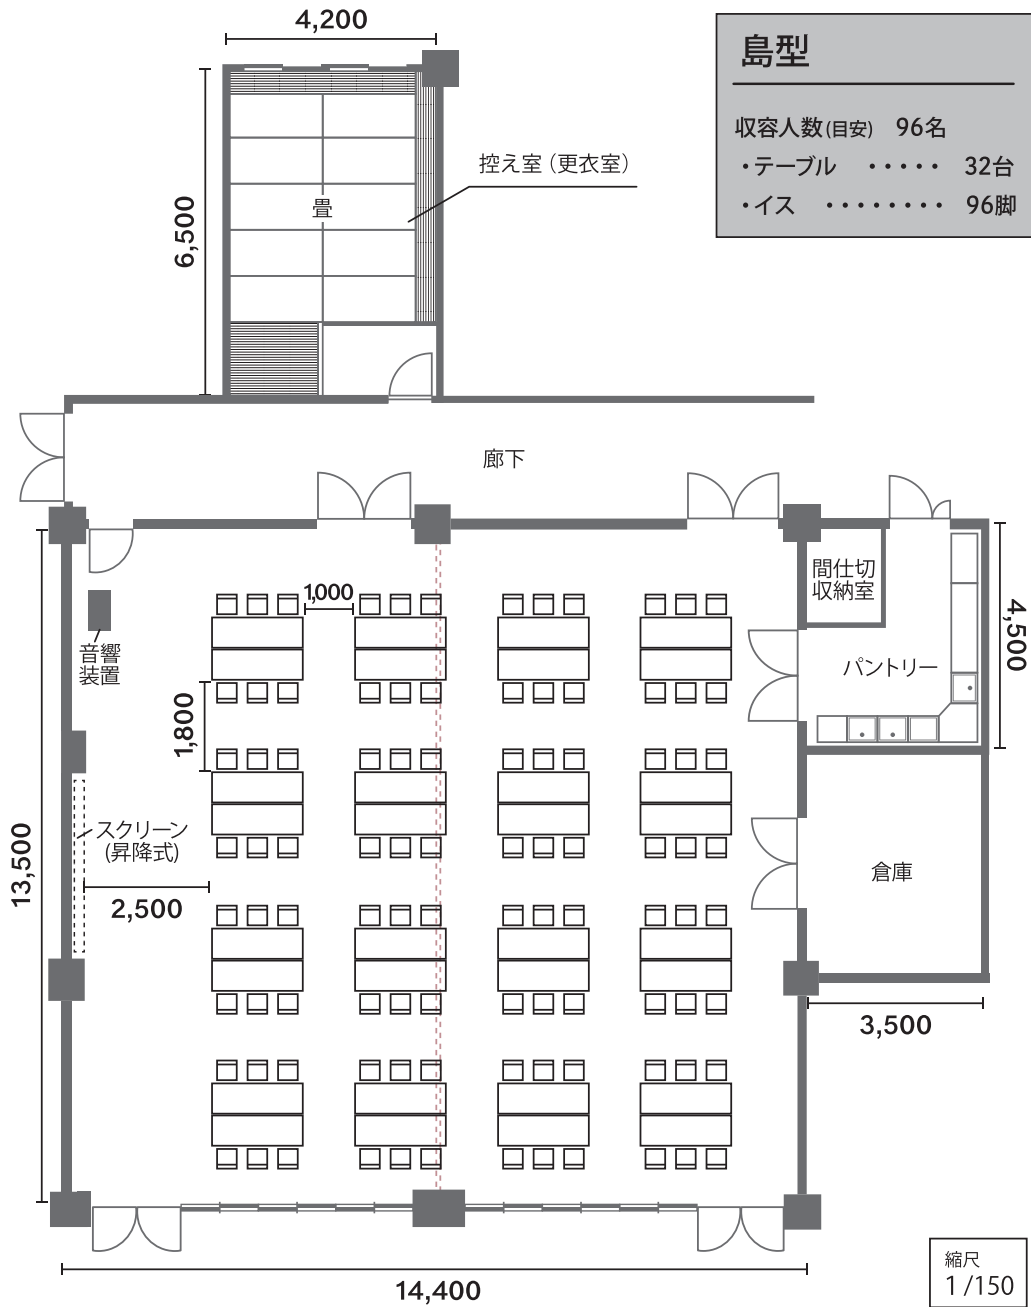 4,200
島型
収容人数(目安) 96名
・テーブル ・・・・・ 32台
・イス ・・・・・・・・ 96脚
控え室（更衣室）
畳
6,500
廊下
間仕切
収納室
1,000
4,500
音響
装置
パントリー
1,800
スクリーン
(昇降式)
13,500
倉庫
2,500
3,500
縮尺
1/150
14,400